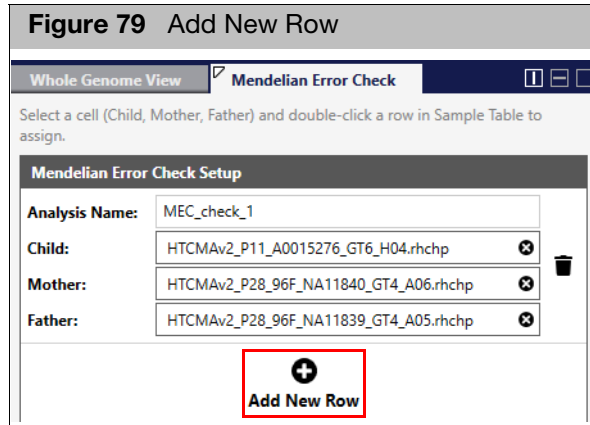 Figure 79 Add New Row
Whole Genome View
Mendelian Error Check
Select a cell (Child, Mother, Father) and double-click a row in Sample Table to
assign.
Mendelian Error Check Setup
Analysis Name: MEC_check_1
Child: HTCMAv2_P11_A0015276_GT6_H04.rhchp
Mother: HTCMAv2_P28_96F_NA11840_GT4_A06.rhchp
Father: HTCMAv2_P28_96F_NA11839_GT4_A05.rhchp
Add New Row